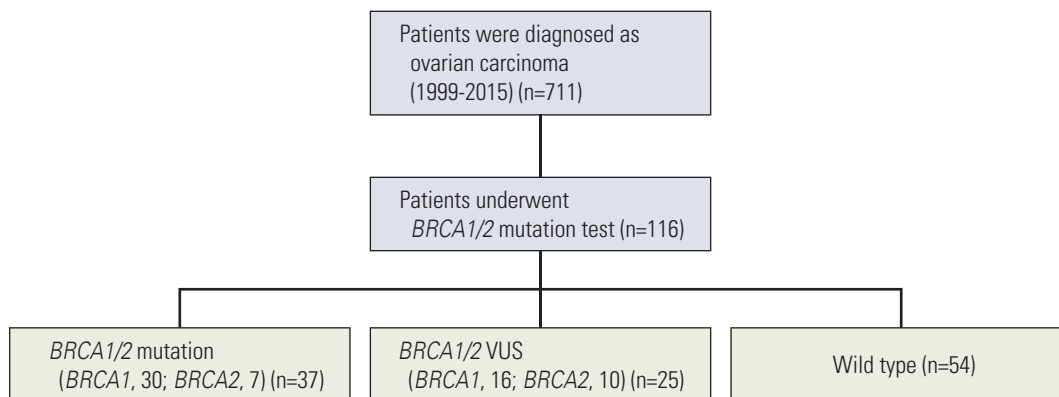 Patients were diagnosed as
ovarian carcinoma
(1999-2015) (n=711)
Patients underwent
BRCA1/2 mutation test (n=116)
BRCA1/2 mutation
(BRCA1, 30; BRCA2, 7) (n=37)
BRCA1/2 VUS
(BRCA1, 16; BRCA2, 10) (n=25)
Wild type (n=54)